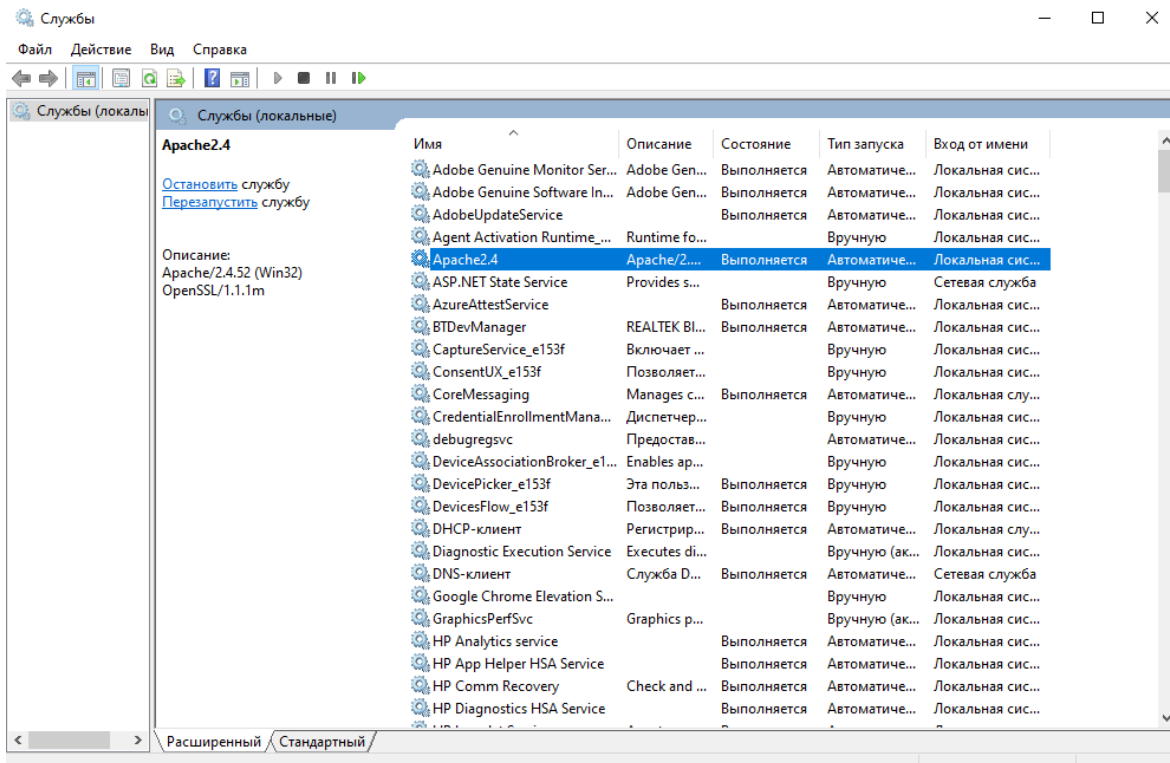 Службы
Файл Действие Вид Справка
Службы (локалы
Службы (локальные)
Apache2.4
Остановить службу
Перезапустить службу
Описание:
Apache/2.4.52 (Win32)
OpenSSL/1.1.1m
Имя Описание Состояние Тип запуска Вход от имени
Adobe Genuine Monitor Ser... Adobe Gen... Выполняется Автоматиче... Локальная сис...
Adobe Genuine Software In... Adobe Gen... Выполняется Автоматиче... Локальная сис...
AdobeUpdateService Выполняется Автоматиче... Локальная сис...
Agent Activation Runtime_... Runtime fo... Вручную Локальная сис...
Apache2.4 Apache/2.... Выполняется Автоматиче... Локальная сис...
ASP.NET State Service Provides s... Вручную Сетевая служба
AzureAttestService Выполняется Автоматиче... Локальная сис...
BTDevManager REALTEK BI... Выполняется Автоматиче... Локальная сис...
CaptureService_e153f Включает ... Вручную Локальная сис...
ConsentUX_e153f Позволяет... Вручную Локальная сис...
CoreMessaging Manages c... Выполняется Автоматиче... Локальная слу...
CredentialEnrollmentMana... Диспетчер... Вручную Локальная сис...
debugregsvc Предостав... Автоматиче... Локальная сис...
DeviceAssociationBroker_e1... Enables ap... Вручную Локальная сис...
DevicePicker_e153f Эта польз... Выполняется Вручную Локальная сис...
DevicesFlow_e153f Позволяет... Выполняется Вручную Локальная сис...
DHCP-клиент Регистрир... Выполняется Автоматиче... Локальная слу...
Diagnostic Execution Service Executes di... Вручную (ак... Локальная сис...
DNS-клиент Служба D... Выполняется Автоматиче... Сетевая служба
Google Chrome Elevation S... Вручную Локальная сис...
GraphicsPerfSvc Graphics p... Вручную (ак... Локальная сис...
HP Analytics service Выполняется Автоматиче... Локальная сис...
HP App Helper HSA Service Выполняется Автоматиче... Локальная сис...
HP Comm Recovery Check and ... Выполняется Автоматиче... Локальная сис...
HP Diagnostics HSA Service Выполняется Автоматиче... Локальная сис...
Расширенный Стандартный